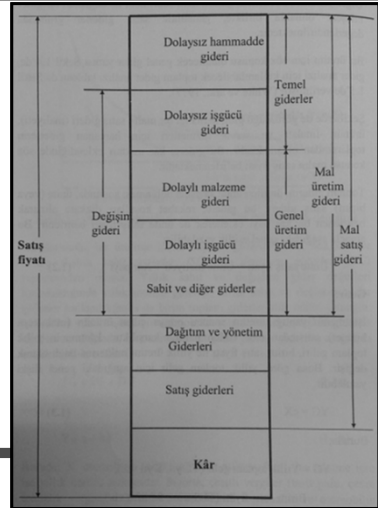 Dolaysız hammadde
gideri
Temel
giderler
Dolaysız işgücü
gideri
Mal
üretim
gideri
Dolaylı malzeme
gideri
Değişin
gideri
Genel
üretim
gideri
Mal
satış
gideri
Satış
fiyatı
Dolaylı işgücü
gideri
Sabit ve diğer giderler
Dağıtım ve yönetim
Giderleri
Satış giderleri
Kâr